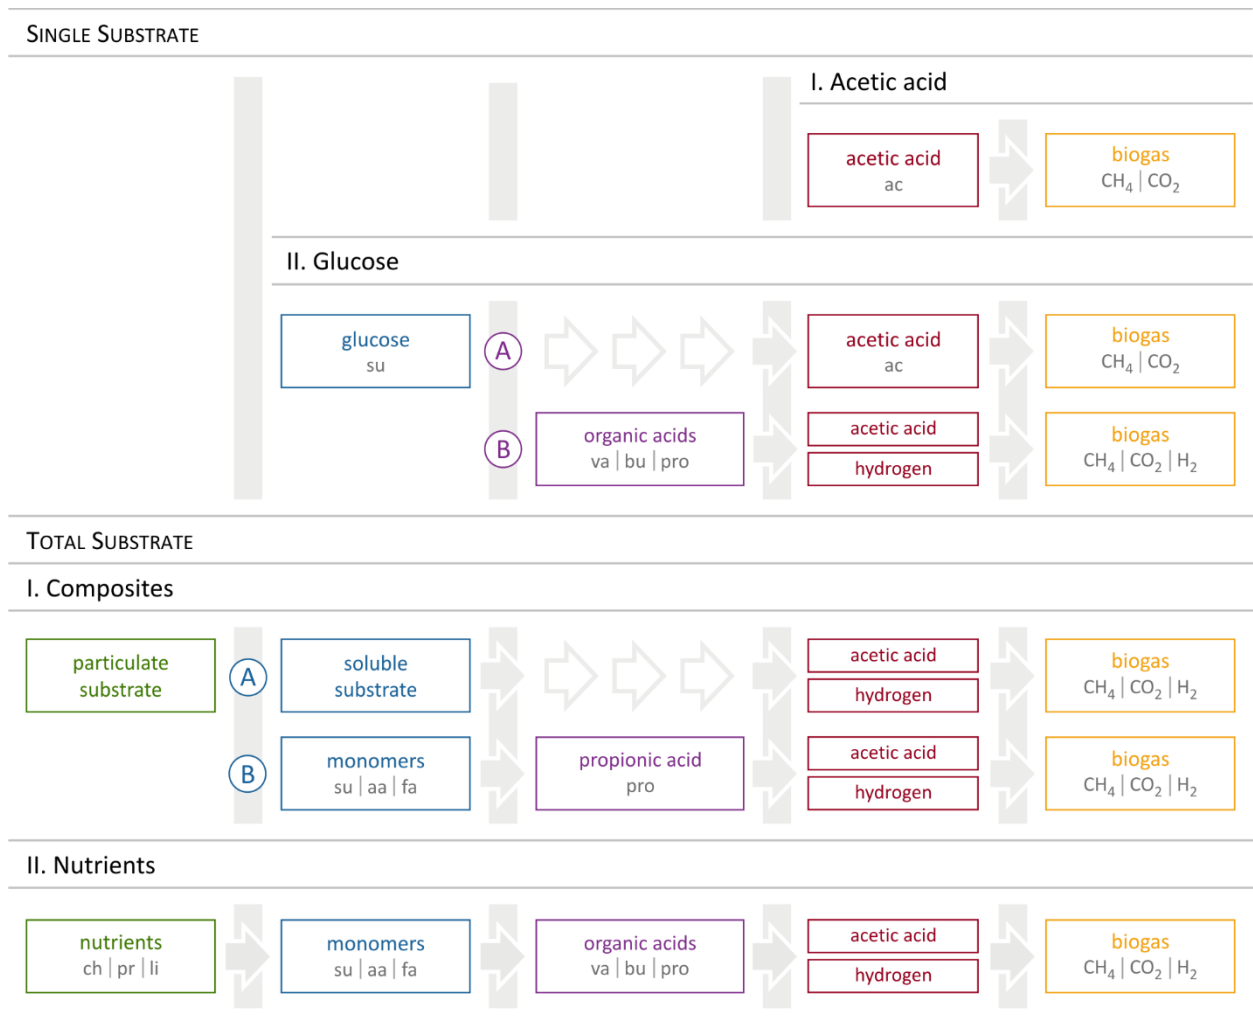 SINGLE SUBSTRATE
I. Acetic acid
acetic acid
ac
biogas
CH₄ | CO₂
II. Glucose
glucose
su
A
acetic acid
ac
biogas
CH₄ | CO₂
B
organic acids
va | bu | pro
acetic acid
hydrogen
biogas
CH₄ | CO₂ | H₂
TOTAL SUBSTRATE
I. Composites
particulate
substrate
A
soluble
substrate
acetic acid
hydrogen
biogas
CH₄ | CO₂ | H₂
B
monomers
su | aa | fa
propionic acid
pro
acetic acid
hydrogen
biogas
CH₄ | CO₂ | H₂
II. Nutrients
nutrients
ch | pr | li
monomers
su | aa | fa
organic acids
va | bu | pro
acetic acid
hydrogen
biogas
CH₄ | CO₂ | H₂